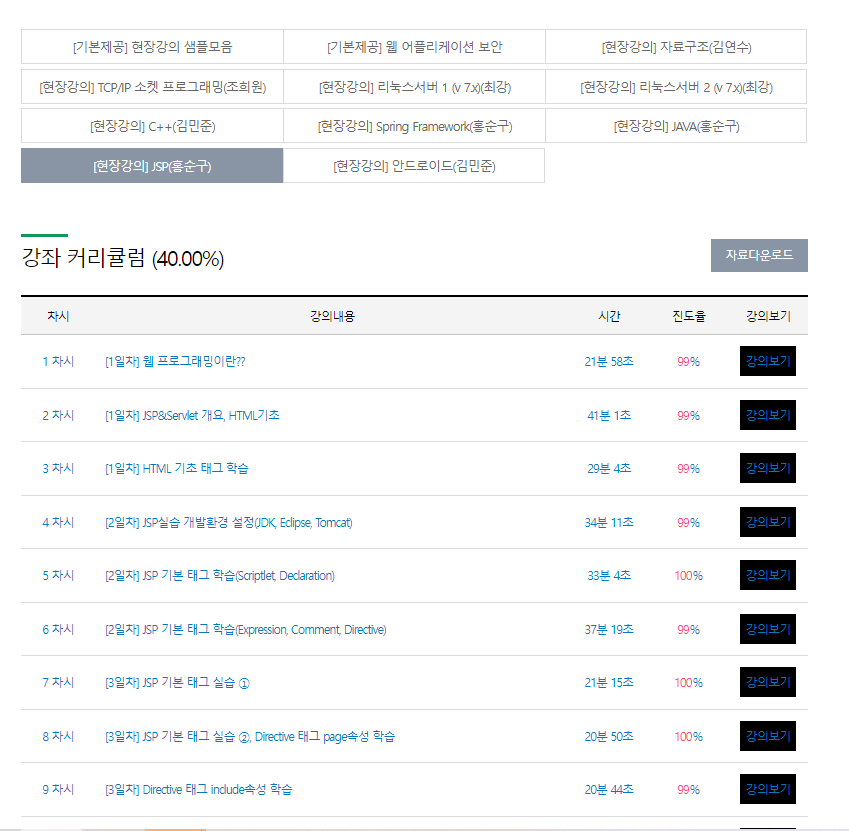 [기본제공] 현장강의 샘플모음 [기본제공] 웹 어플리케이션 보안 [현장강의] 자료구조(김연수)
[현장강의] TCP/IP 소켓 프로그래밍(조희원) [현장강의] 리눅스서버 1 (v 7.x)(최강) [현장강의] 리눅스서버 2 (v 7.x)(최강)
[현장강의] C++(김민준) [현장강의] Spring Framework(홍순구) [현장강의] JAVA(홍순구)
[현장강의] JSP(홍순구) [현장강의] 안드로이드(김민준)
강좌 커리큘럼 (40.00%) 자료다운로드
차시 강의내용 시간 진도율 강의보기
1 차시 [1일차] 웹 프로그래밍이란?? 21분 58초 99% 강의보기
2 차시 [1일차] JSP&Servlet 개요, HTML기초 41분 1초 99% 강의보기
3 차시 [1일차] HTML 기초 태그 학습 29분 4초 99% 강의보기
4 차시 [2일차] JSP실습 개발환경 설정(JDK, Eclipse, Tomcat) 34분 11초 99% 강의보기
5 차시 [2일차] JSP 기본 태그 학습(Scriptlet, Declaration) 33분 4초 100% 강의보기
6 차시 [2일차] JSP 기본 태그 학습(Expression, Comment, Directive) 37분 19초 99% 강의보기
7 차시 [3일차] JSP 기본 태그 실습 ① 21분 15초 100% 강의보기
8 차시 [3일차] JSP 기본 태그 실습 ②, Directive 태그 page속성 학습 20분 50초 100% 강의보기
9 차시 [3일차] Directive 태그 include속성 학습 20분 44초 99% 강의보기